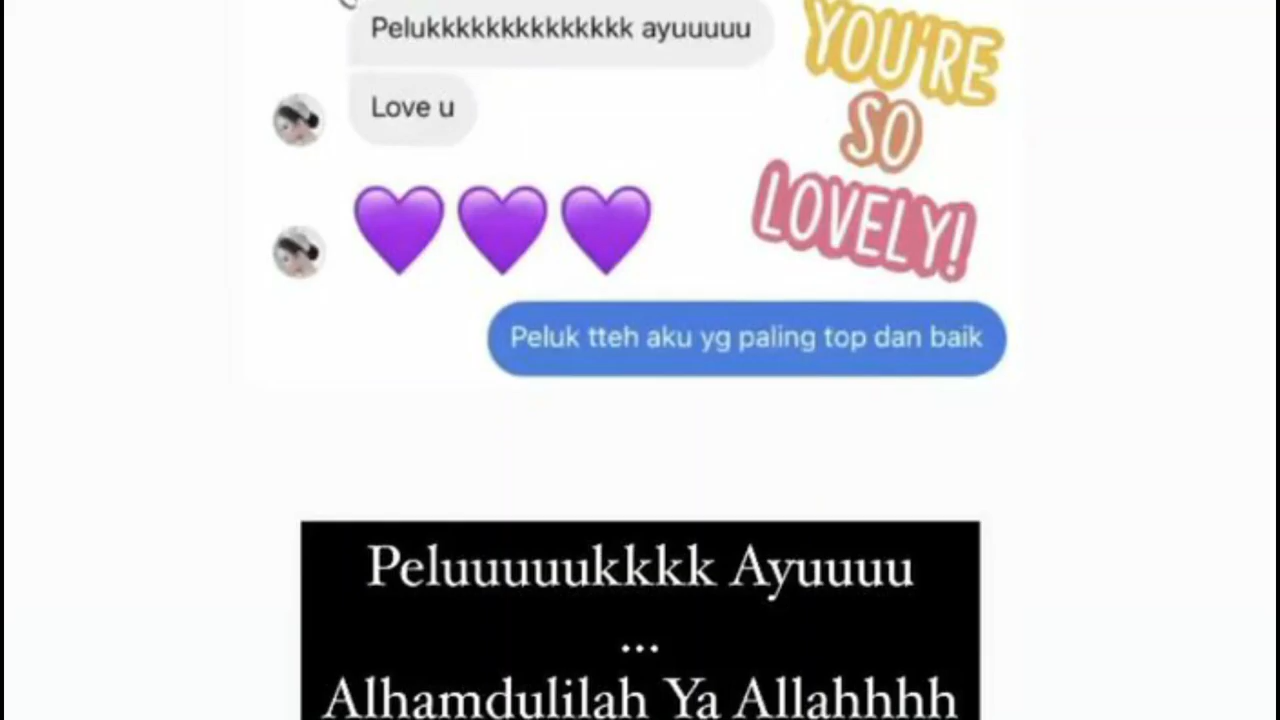 Pelukkkkkkkkkkkkkk ayuuuuu
YOU'RE
Love u
SO
LOVELY!
Peluk tteh aku yg paling top dan baik
Peluuuuukkkk Ayuuuu
...
Alhamdulilah Ya Allahhhh